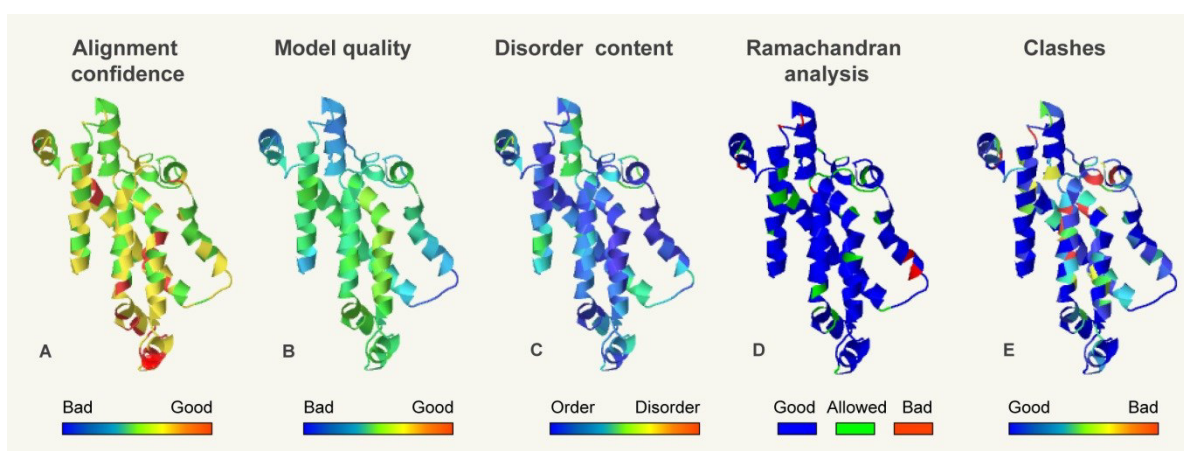 Alignment
confidence
Model quality
Disorder content
Ramachandran
analysis
Clashes
A
B
C
D
E
Bad Good
Bad Good
Order Disorder
Good Allowed Bad
Good Bad